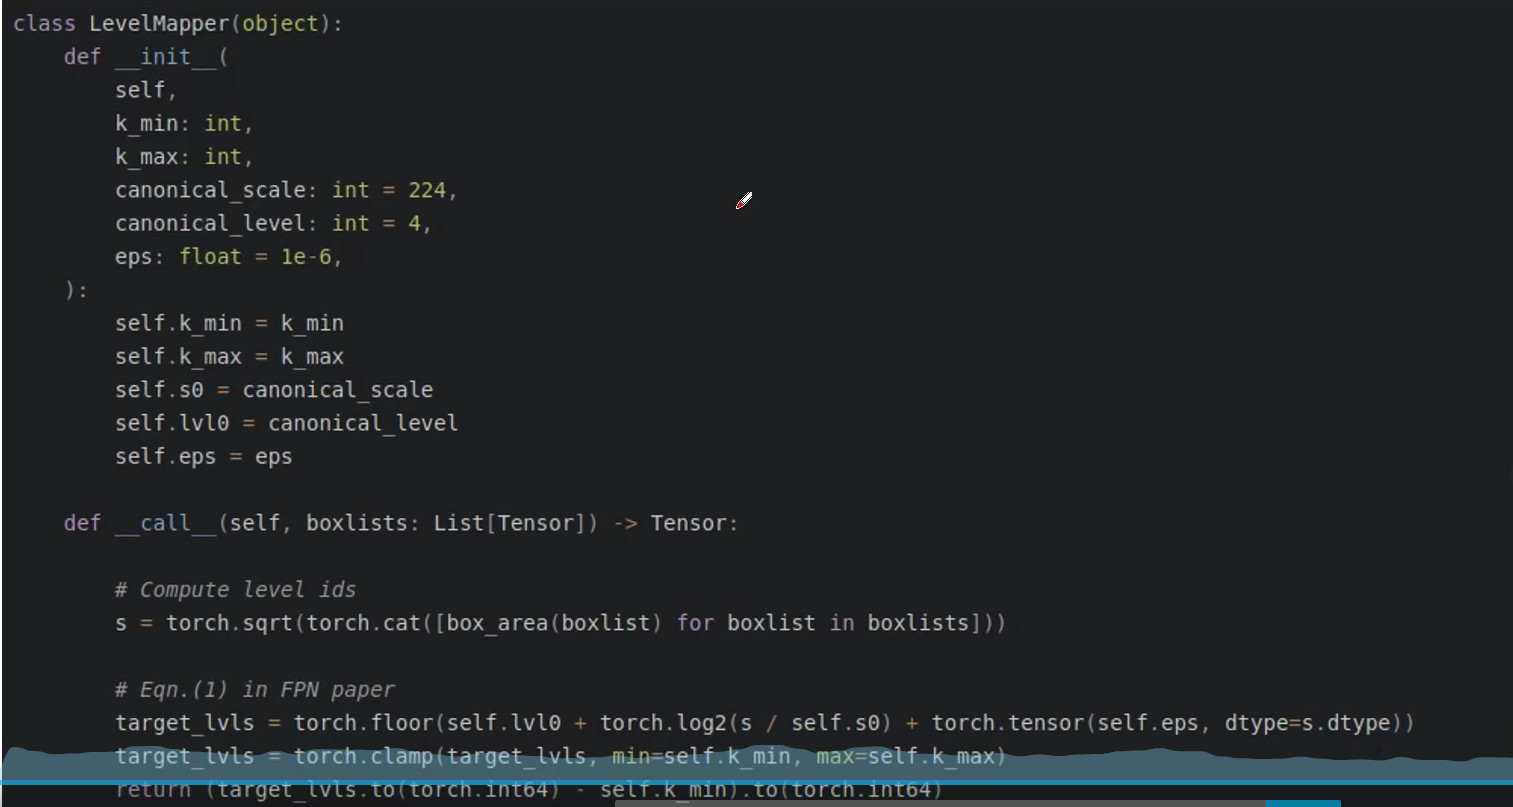 class LevelMapper(object):
    def __init__(
        self,
        k_min: int,
        k_max: int,
        canonical_scale: int = 224,
        canonical_level: int = 4,
        eps: float = 1e-6,
    ):
        self.k_min = k_min
        self.k_max = k_max
        self.s0 = canonical_scale
        self.lvl0 = canonical_level
        self.eps = eps
    def __call__(self, boxlists: List[Tensor]) -> Tensor:
        # Compute level ids
        s = torch.sqrt(torch.cat([box_area(boxlist) for boxlist in boxlists]))
        # Eqn.(1) in FPN paper
        target_lvls = torch.floor(self.lvl0 + torch.log2(s / self.s0) + torch.tensor(self.eps, dtype=s.dtype))
        target_lvls = torch.clamp(target_lvls, min=self.k_min, max=self.k_max)
        return (target_lvls.to(torch.int64) - self.k_min).to(torch.int64)